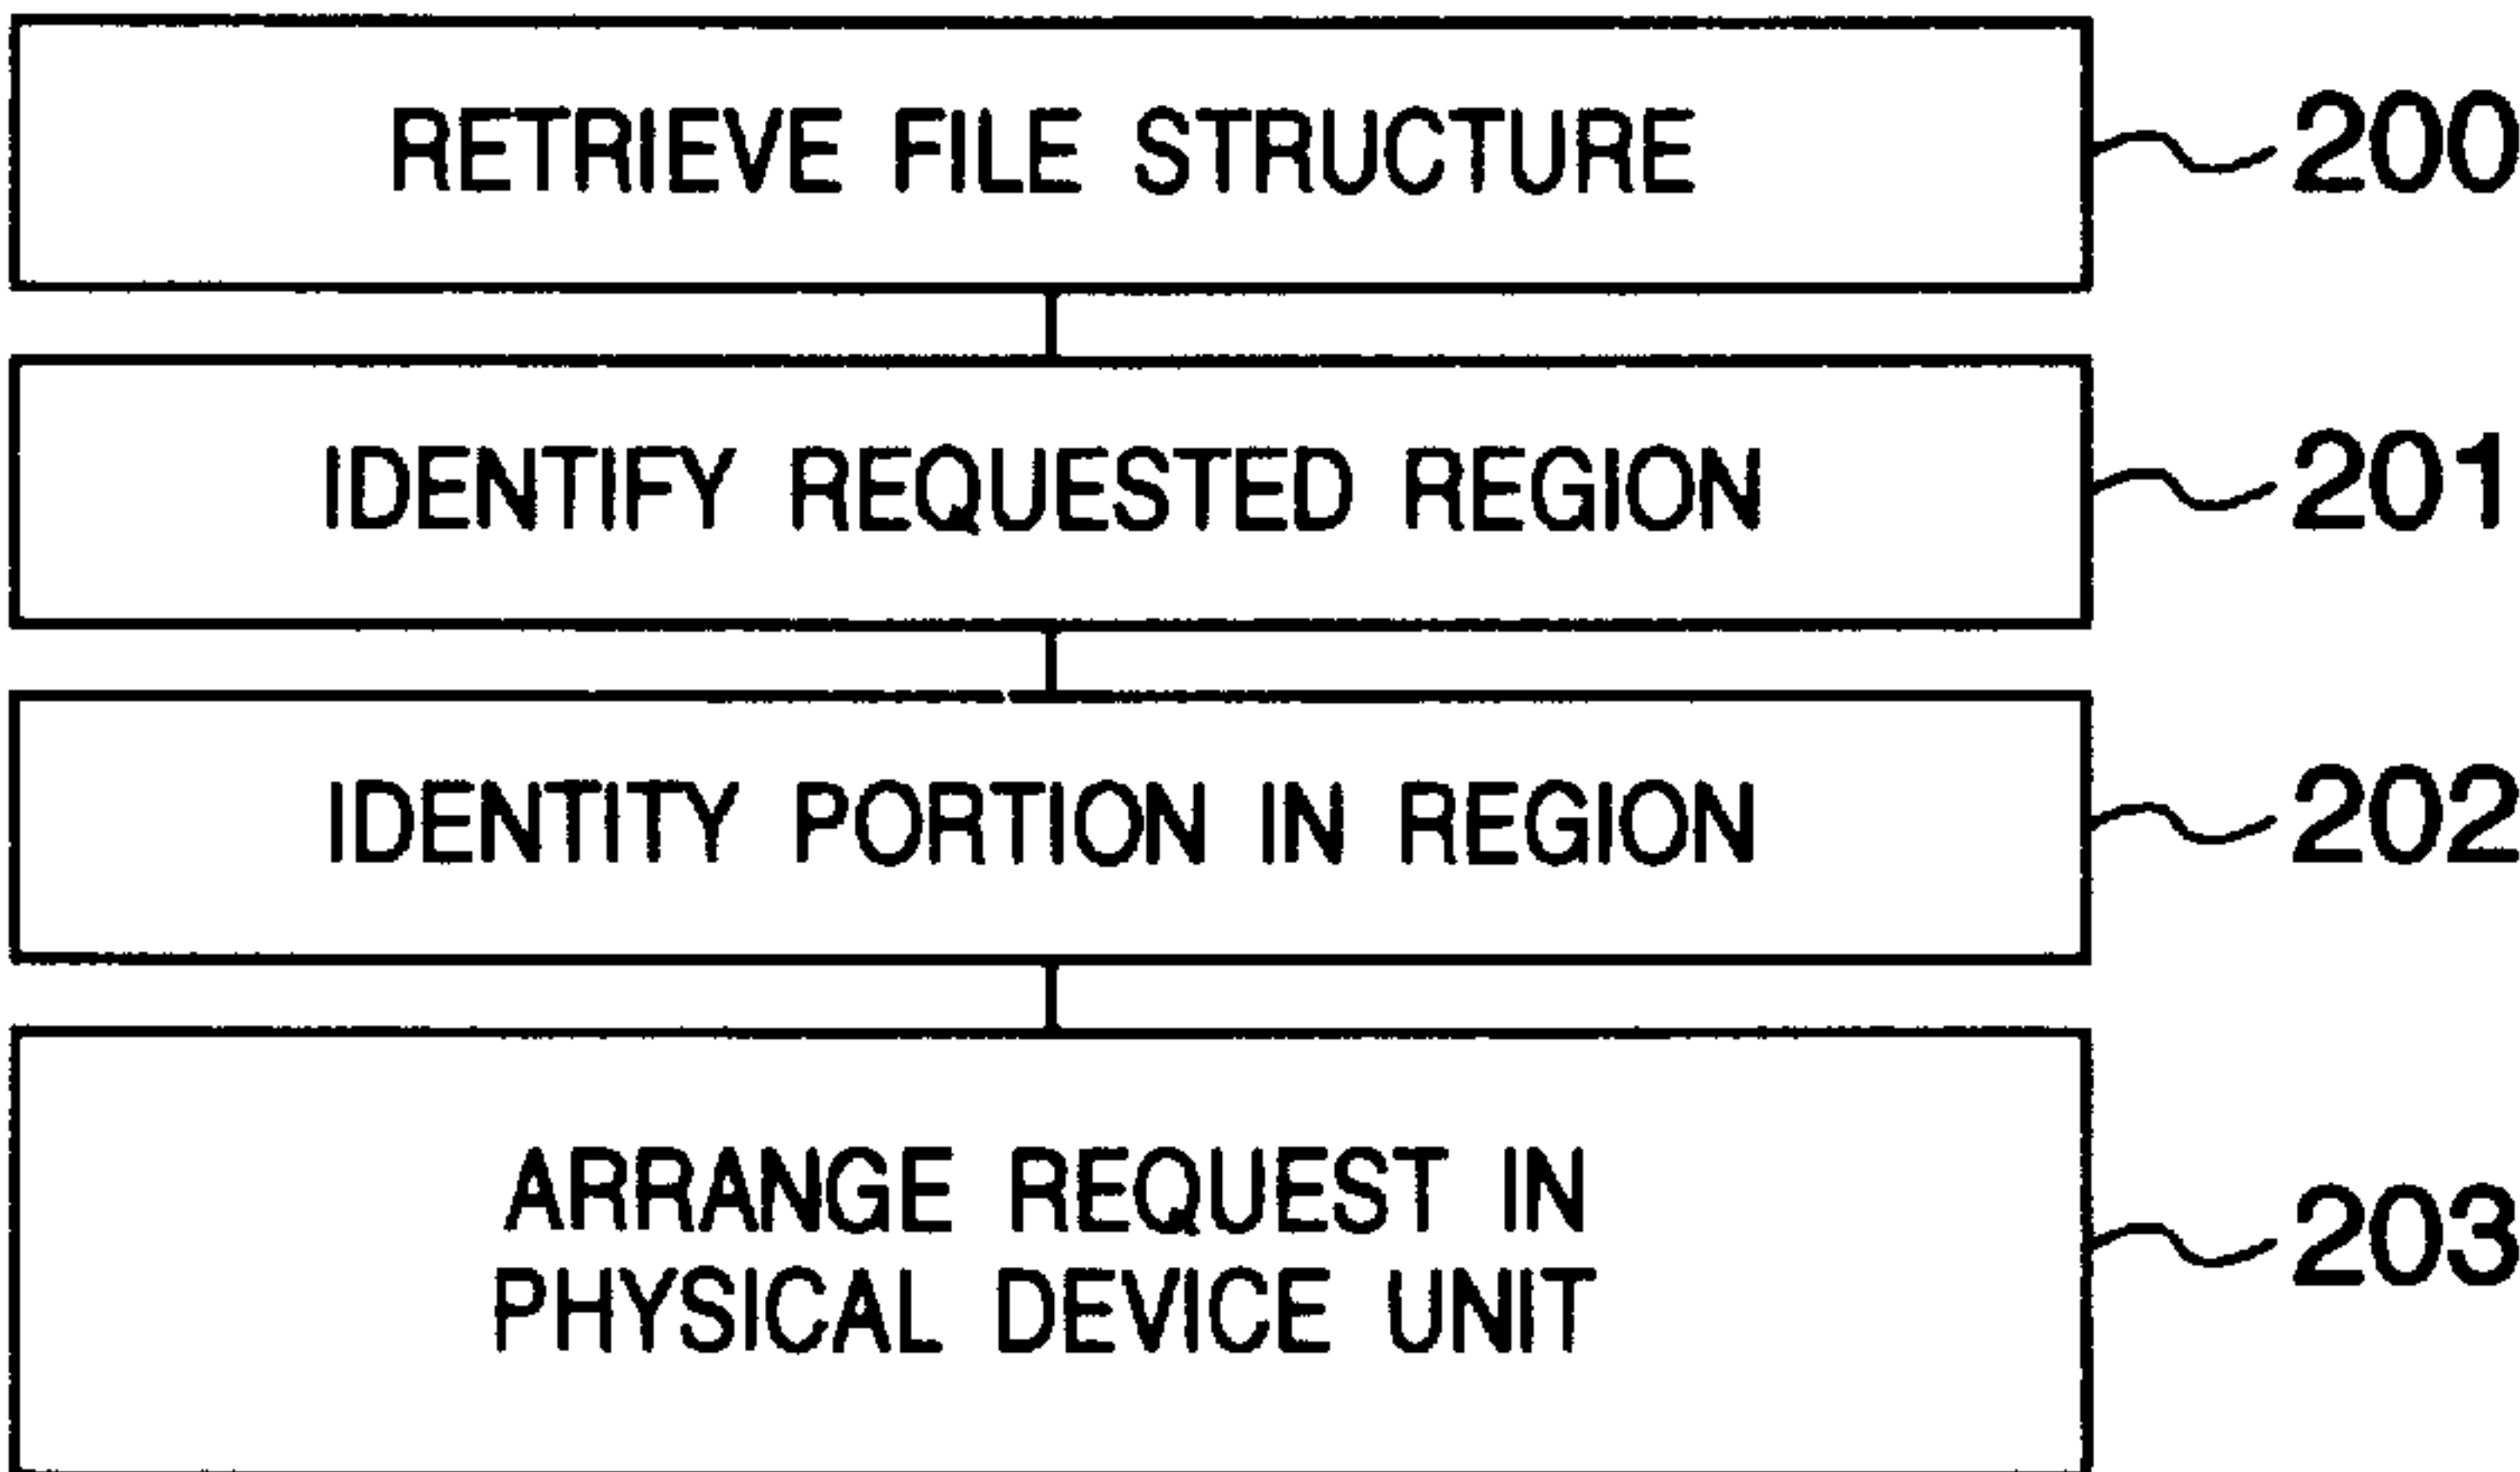 RETRIEVE FILE STRUCTURE 200
IDENTIFY REQUESTED REGION 201
IDENTITY PORTION IN REGION 202
ARRANGE REQUEST IN
PHYSICAL DEVICE UNIT 203